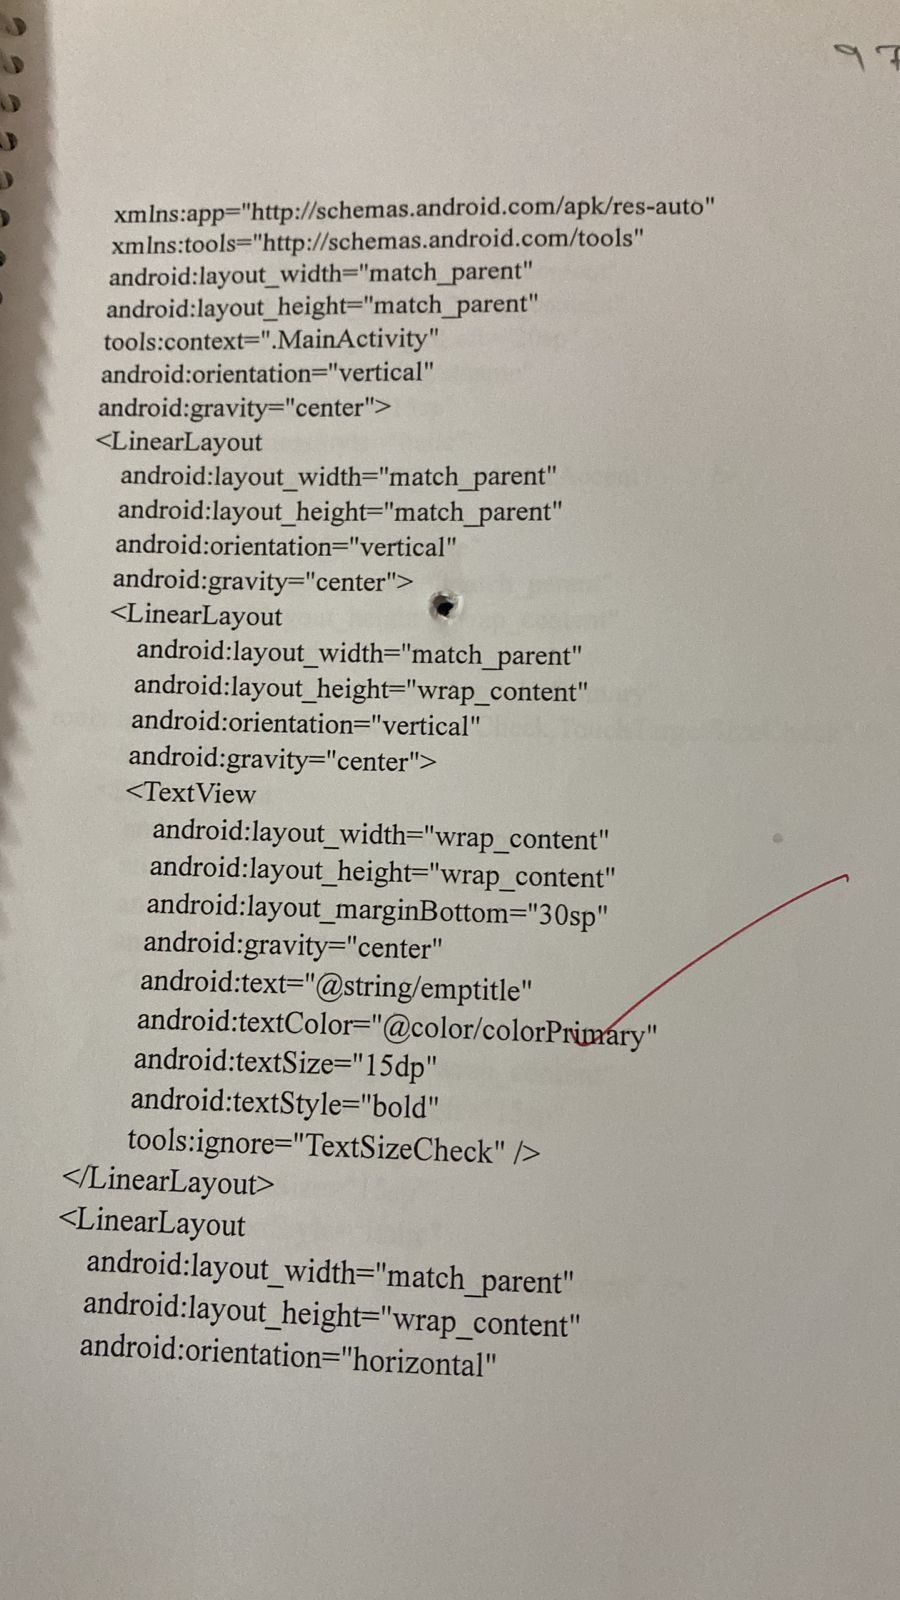 97
xmlns:app="http://schemas.android.com/apk/res-auto"
xmlns:tools="http://schemas.android.com/tools"
android:layout_width="match_parent"
android:layout_height="match_parent"
tools:context=".MainActivity"
android:orientation="vertical"
android:gravity="center">
<LinearLayout
android:layout_width="match_parent"
android:layout_height="match_parent"
android:orientation="vertical"
android:gravity="center">
<LinearLayout
android:layout_width="match_parent"
android:layout_height="wrap_content"
android:orientation="vertical"
android:gravity="center">
<TextView
android:layout_width="wrap_content"
android:layout_height="wrap_content"
android:layout_marginBottom="30sp"
android:gravity="center"
android:text="@string/emptitle"
android:textColor="@color/colorPrimary"
android:textSize="15dp"
android:textStyle="bold"
tools:ignore="TextSizeCheck" />
</LinearLayout>
<LinearLayout
android:layout_width="match_parent"
android:layout_height="wrap_content"
android:orientation="horizontal"